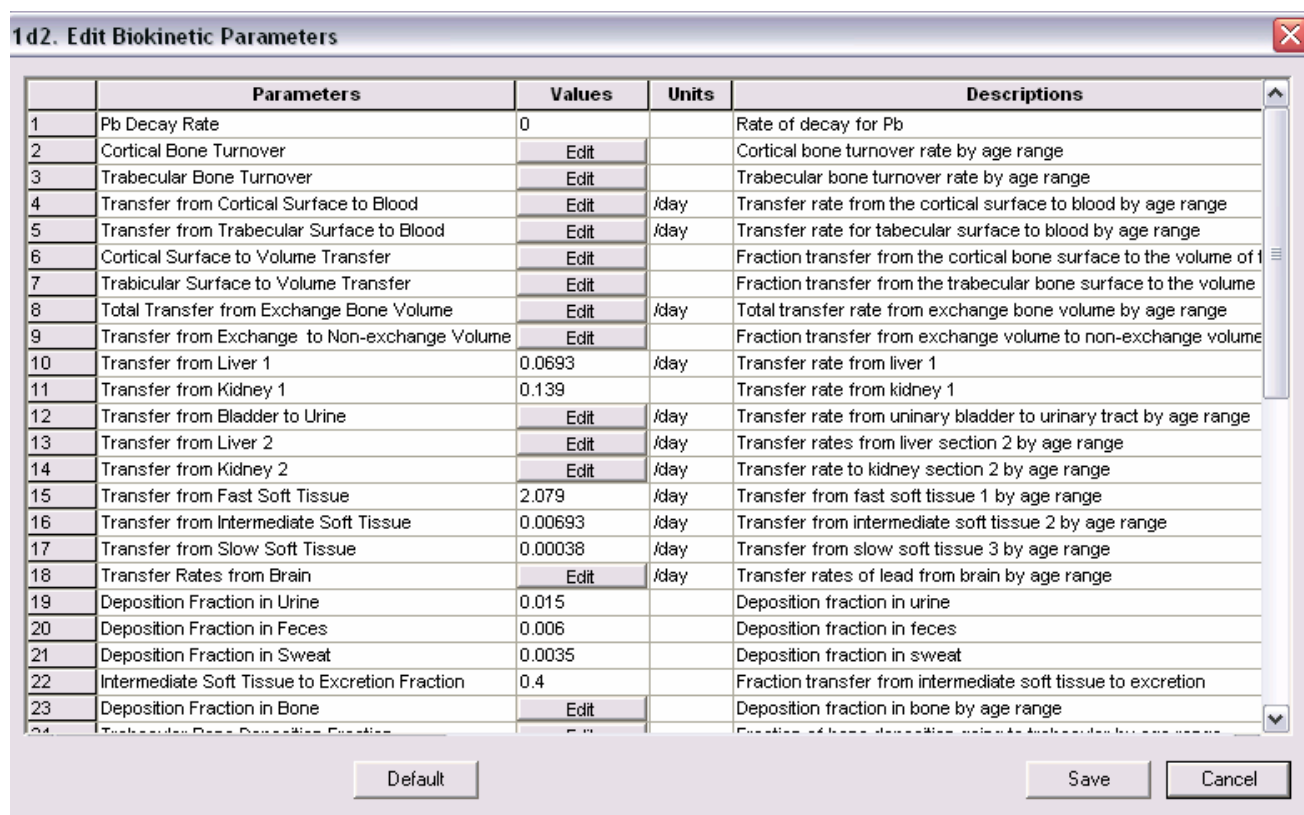 1d2. Edit Biokinetic Parameters
Parameters Values Units Descriptions
1 Pb Decay Rate 0 Rate of decay for Pb
2 Cortical Bone Turnover Edit Cortical bone turnover rate by age range
3 Trabecular Bone Turnover Edit Trabecular bone turnover rate by age range
4 Transfer from Cortical Surface to Blood Edit /day Transfer rate from the cortical surface to blood by age range
5 Transfer from Trabecular Surface to Blood Edit /day Transfer rate for tabecular surface to blood by age range
6 Cortical Surface to Volume Transfer Edit Fraction transfer from the cortical bone surface to the volume of
7 Trabicular Surface to Volume Transfer Edit Fraction transfer from the trabecular bone surface to the volume
8 Total Transfer from Exchange Bone Volume Edit /day Total transfer rate from exchange bone volume by age range
9 Transfer from Exchange to Non-exchange Volume Edit Fraction transfer from exchange volume to non-exchange volume
10 Transfer from Liver 1 0.0693 /day Transfer rate from liver 1
11 Transfer from Kidney 1 0.139 Transfer rate from kidney 1
12 Transfer from Bladder to Urine Edit /day Transfer rate from uninary bladder to urinary tract by age range
13 Transfer from Liver 2 Edit /day Transfer rates from liver section 2 by age range
14 Transfer from Kidney 2 Edit /day Transfer rate to kidney section 2 by age range
15 Transfer from Fast Soft Tissue 2.079 /day Transfer from fast soft tissue 1 by age range
16 Transfer from Intermediate Soft Tissue 0.00693 /day Transfer from intermediate soft tissue 2 by age range
17 Transfer from Slow Soft Tissue 0.00038 /day Transfer from slow soft tissue 3 by age range
18 Transfer Rates from Brain Edit /day Transfer rates of lead from brain by age range
19 Deposition Fraction in Urine 0.015 Deposition fraction in urine
20 Deposition Fraction in Feces 0.006 Deposition fraction in feces
21 Deposition Fraction in Sweat 0.0035 Deposition fraction in sweat
22 Intermediate Soft Tissue to Excretion Fraction 0.4 Fraction transfer from intermediate soft tissue to excretion
23 Deposition Fraction in Bone Edit Deposition fraction in bone by age range
Default Save Cancel